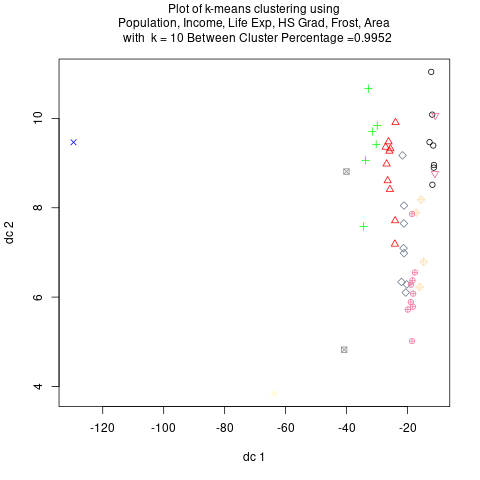 Plot of k-means clustering using
Population, Income, Life Exp, HS Grad, Frost, Area
with k = 10 Between Cluster Percentage =0.9952
10
8
6
4
dc 2
-120 -100 -80 -60 -40 -20
dc 1